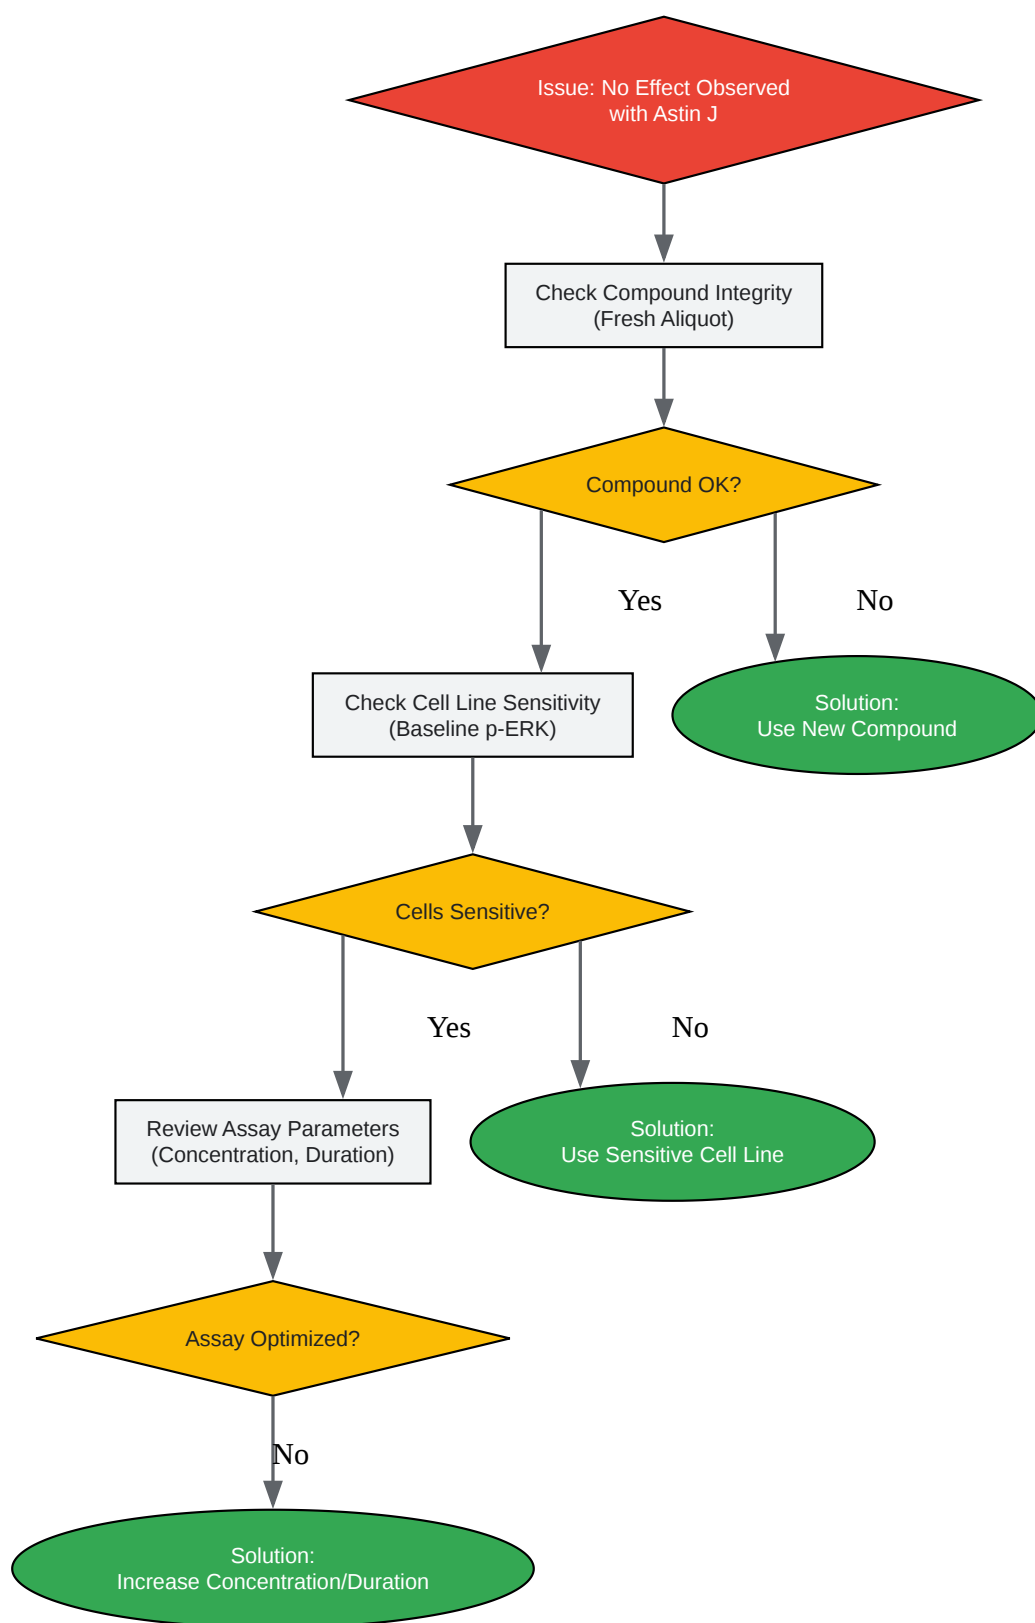 Issue: No Effect Observed
with Astin J
Check Compound Integrity
(Fresh Aliquot)
Compound OK?
Yes
No
Check Cell Line Sensitivity
(Baseline p-ERK)
Solution:
Use New Compound
Cells Sensitive?
Yes
No
Review Assay Parameters
(Concentration, Duration)
Solution:
Use Sensitive Cell Line
Assay Optimized?
No
Solution:
Increase Concentration/Duration